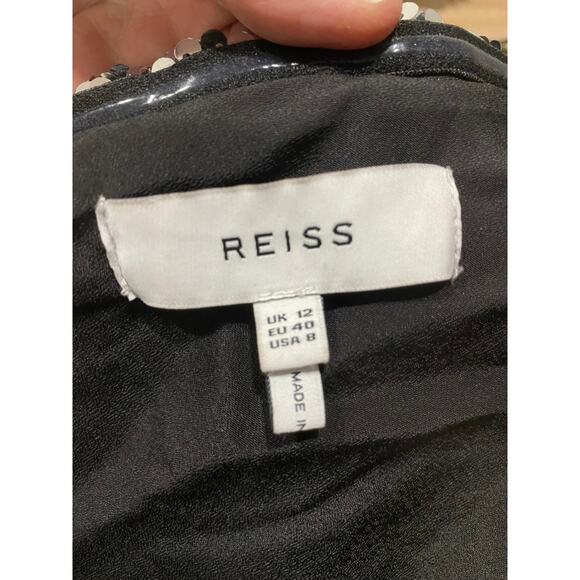 REISS
UK 12
EU 40
USA 8
MADE IN